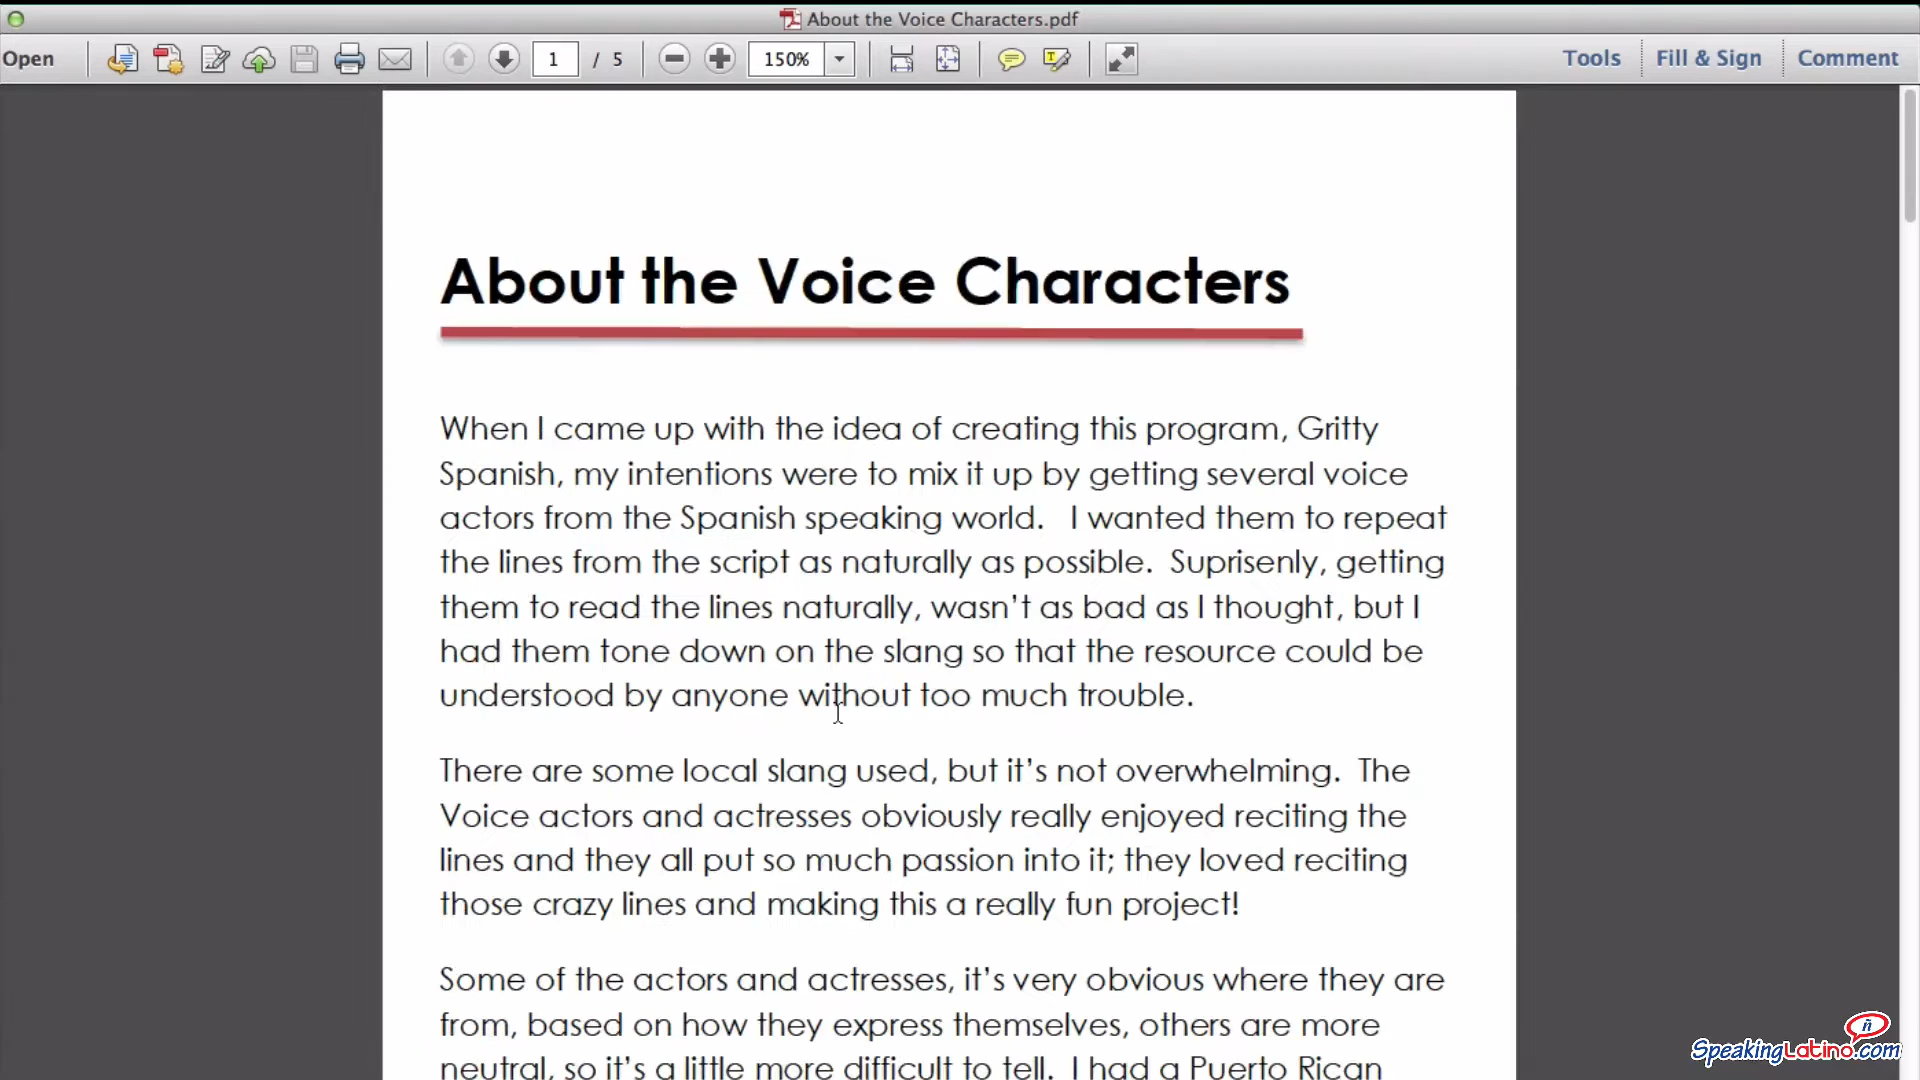 About the Voice Characters.pdf
Open
1 / 5
150%
Tools
Fill & Sign
Comment
About the Voice Characters
When I came up with the idea of creating this program, Gritty
Spanish, my intentions were to mix it up by getting several voice
actors from the Spanish speaking world.   I wanted them to repeat
the lines from the script as naturally as possible.  Suprisenly, getting
them to read the lines naturally, wasn't as bad as I thought, but I
had them tone down on the slang so that the resource could be
understood by anyone without too much trouble.
There are some local slang used, but it's not overwhelming.  The
Voice actors and actresses obviously really enjoyed reciting the
lines and they all put so much passion into it; they loved reciting
those crazy lines and making this a really fun project!
Some of the actors and actresses, it's very obvious where they are
from, based on how they express themselves, others are more
neutral, so it's a little more difficult to tell.  I had a Puerto Rican
ñ
SpeakingLatino.com